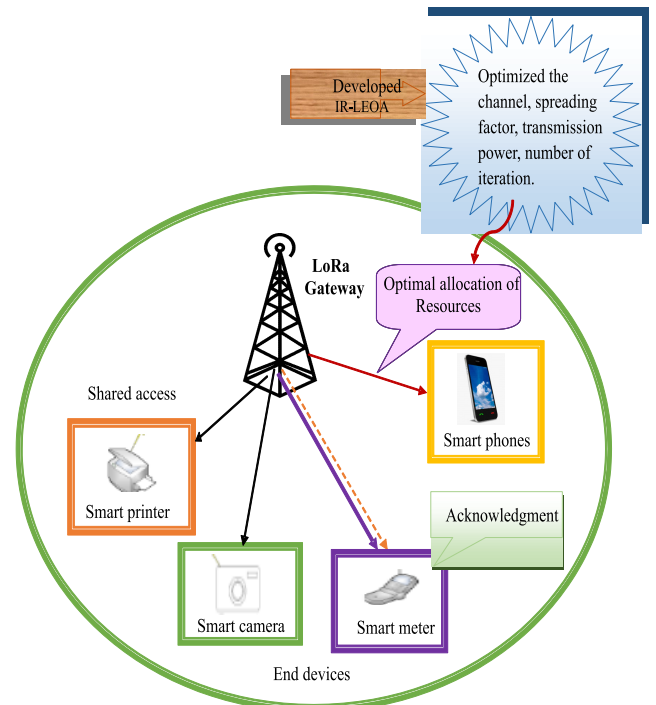 Developed
IR-LEOA
Optimized the
channel, spreading
factor, transmission
power, number of
iteration.
LoRa
Gateway
Optimal allocation of
Resources
Shared access
Smart phones
Smart printer
Acknowledgment
Smart camera
Smart meter
End devices